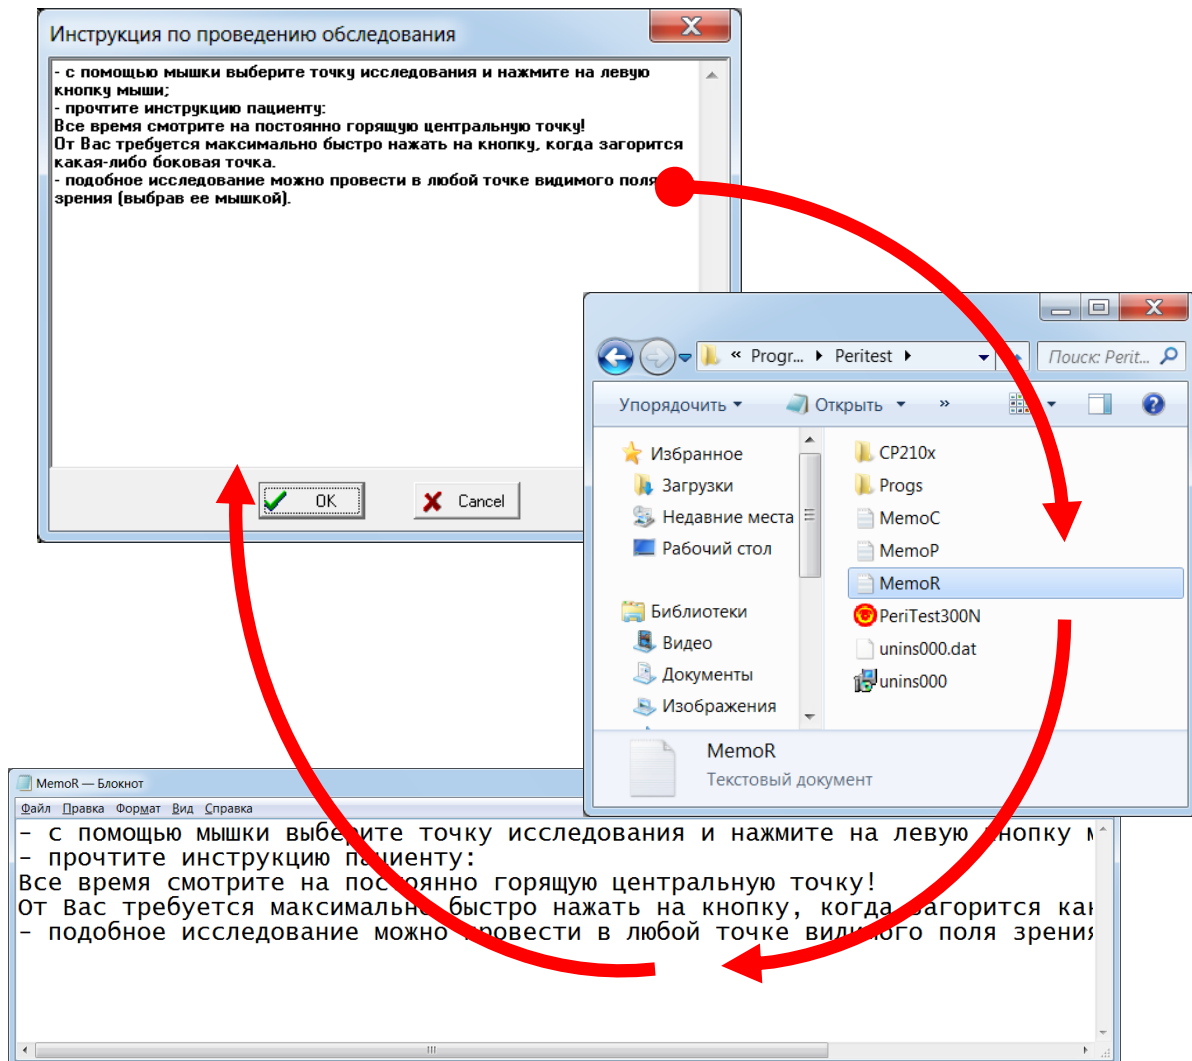 Инструкция по проведению обследования
- с помощью мышки выберите точку исследования и нажмите на левую
кнопку мыши;
- прочтите инструкцию пациенту:
Все время смотрите на постоянно горящую центральную точку!
От Вас требуется максимально быстро нажать на кнопку, когда загорится
какая-либо боковая точка.
- подобное исследование можно провести в любой точке видимого поля
зрения (выбрав ее мышкой).
OK
Cancel
« Progr... Peritest
Поиск: Perit...
Упорядочить
Открыть
»
Избранное
Загрузки
Недавние места
Рабочий стол
Библиотеки
Видео
Документы
Изображения
CP210x
Progs
MemoC
MemoP
MemoR
PeriTest300N
unins000.dat
unins000
MemoR
Текстовый документ
MemoR — Блокнот
Файл Правка Формат Вид Справка
- с помощью мышки выберите точку исследования и нажмите на левую кнопку
- прочтите инструкцию пациенту:
Все время смотрите на постоянно горящую центральную точку!
От Вас требуется максимально быстро нажать на кнопку, когда загорится
- подобное исследование можно провести в любой точке видимого поля зрения